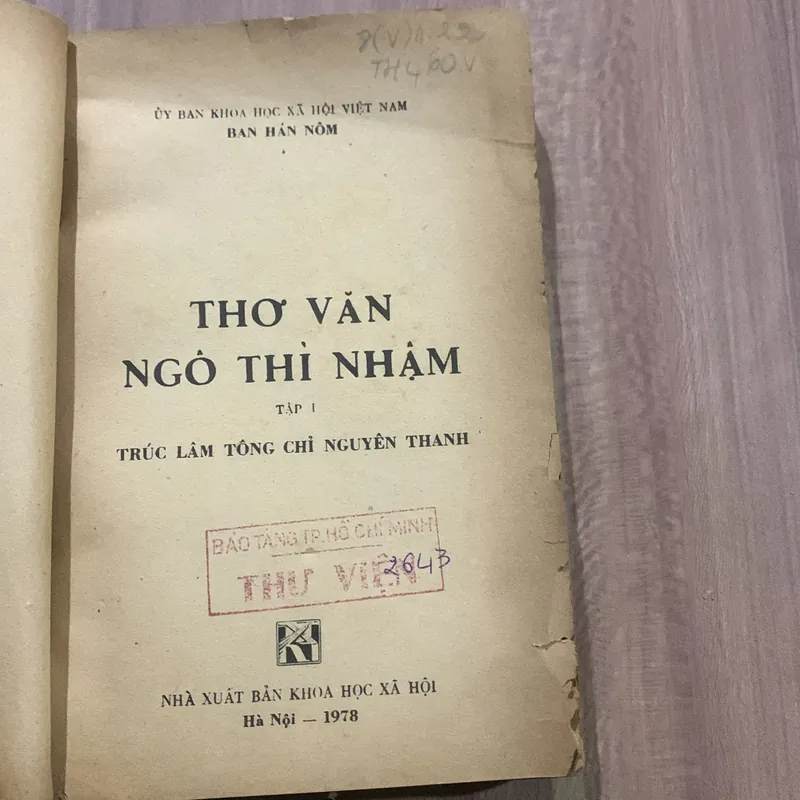 8(V)1.22
TH460V
ỦY BAN KHOA HỌC XÃ HỘI VIỆT NAM
BAN HÁN NÔM
THƠ VĂN
NGÔ THÌ NHẬM
TẬP I
TRÚC LÂM TÔNG CHỈ NGUYÊN THANH
BẢO TÀNG TP.HỒ CHÍ MINH
THƯ VIỆN
2643
NHÀ XUẤT BẢN KHOA HỌC XÃ HỘI
Hà Nội — 1978